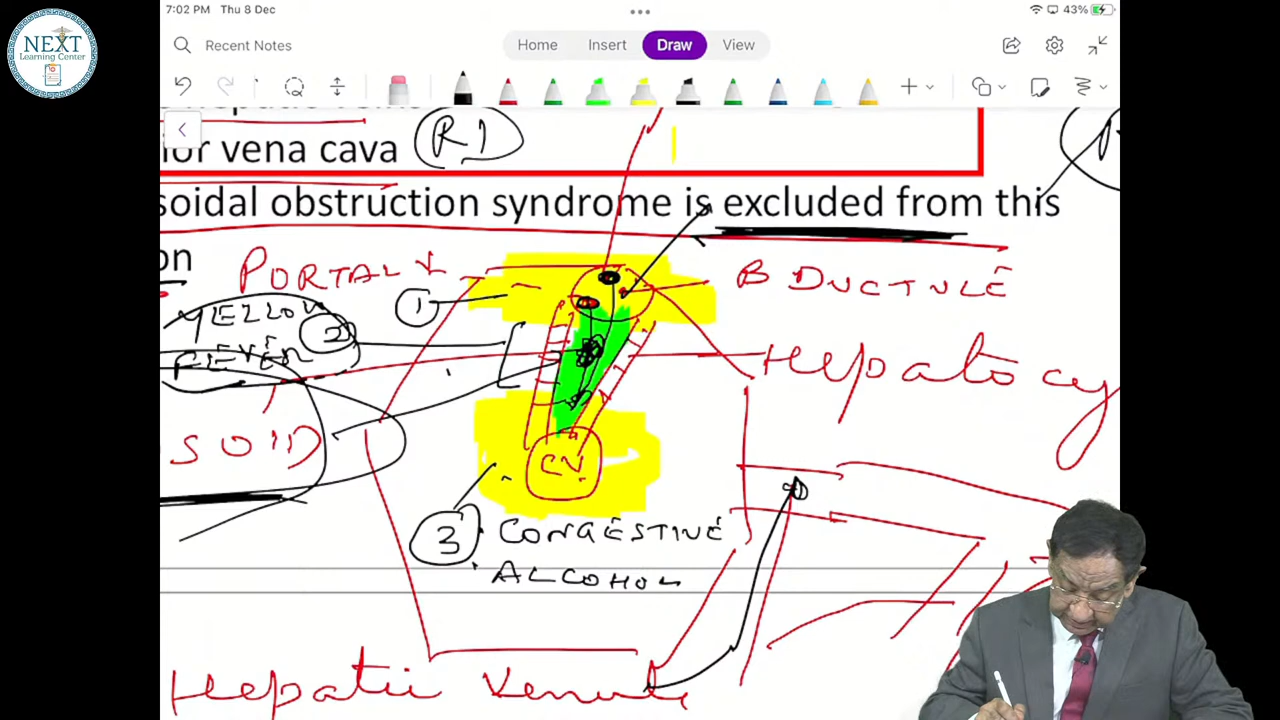 7:02 PM Thu 8 Dec
43%
NEXT
Learning Center
Recent Notes
Home Insert Draw View
vena cava R1
soidal obstruction syndrome is excluded from this
on
PORTAL V
B DUCTULE
1
YELLOW
FEVER
2
Hepatocy
SOID
CV
3
CONGESTIVE
ALCOHOL
Hepatic Venule